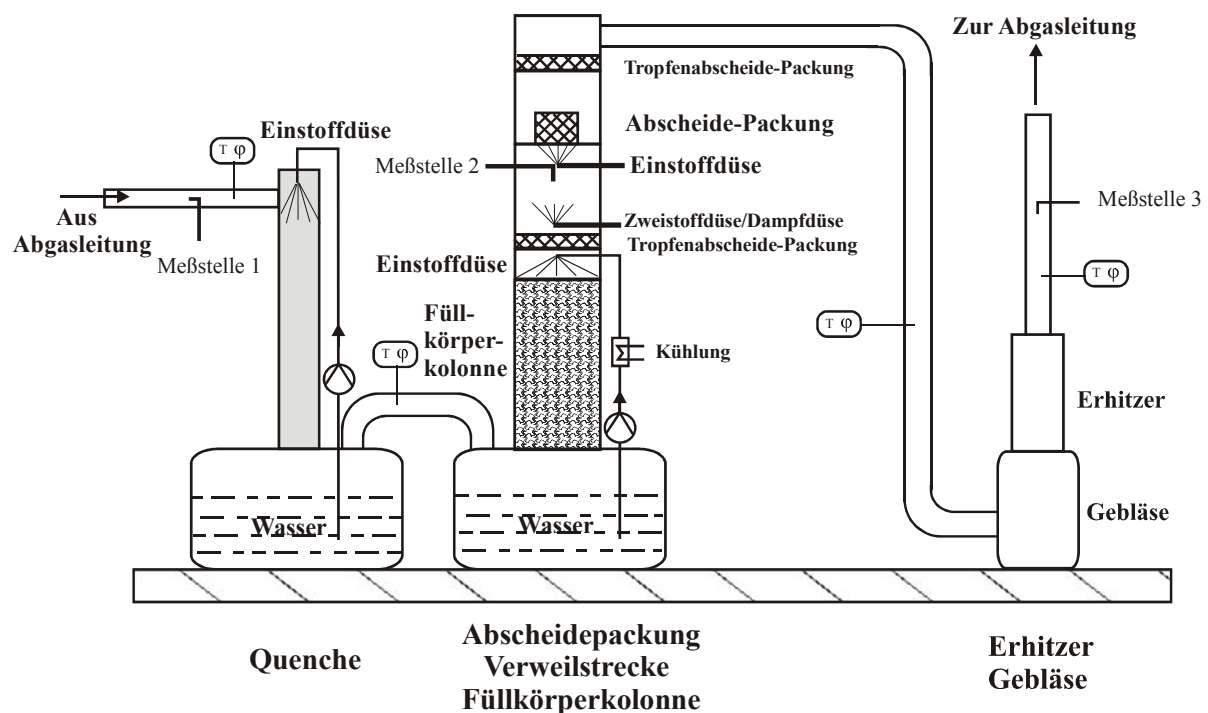 Zur Abgasleitung
Tropfenabscheide-Packung
Einstoffdüse
Abscheide-Packung
T φ
Meßstelle 2
Einstoffdüse
Aus
Abgasleitung
Meßstelle 1
Meßstelle 3
Zweistoffdüse/Dampfdüse
Tropfenabscheide-Packung
Einstoffdüse
T φ
Füll-
körper-
kolonne
T φ
T φ
Kühlung
Erhitzer
Gebläse
Wasser
Wasser
Quenche
Abscheidepackung
Verweilstrecke
Füllkörperkolonne
Erhitzer
Gebläse